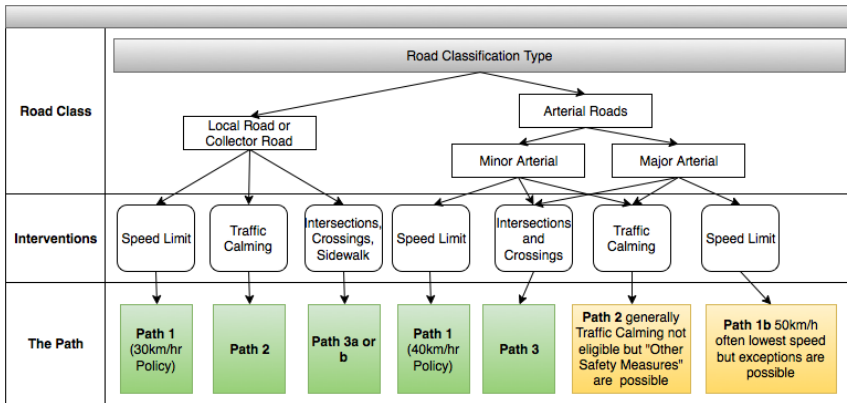 Road Classification Type
Road Class
Arterial Roads
Local Road or
Collector Road
Minor Arterial
Major Arterial
Interventions
Speed Limit
Traffic
Calming
Intersections,
Crossings,
Sidewalk
Speed Limit
Intersections
and
Crossings
Traffic
Calming
Speed Limit
The Path
Path 1
(30km/hr
Policy)
Path 2
Path 3a or
b
Path 1
(40km/hr
Policy)
Path 3
Path 2 generally
Traffic Calming not
eligible but "Other
Safety Measures"
are possible
Path 1b 50km/h
often lowest speed
but exceptions are
possible